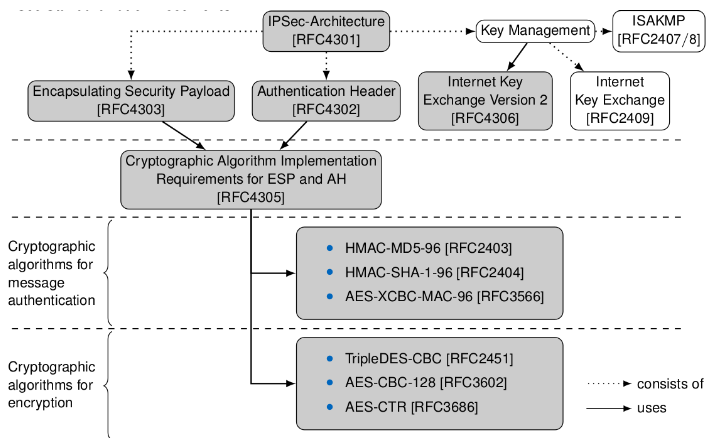 IPSec-Architecture
[RFC4301]
Key Management
ISAKMP
[RFC2407/8]
Encapsulating Security Payload
[RFC4303]
Authentication Header
[RFC4302]
Internet Key
Exchange Version 2
[RFC4306]
Internet
Key Exchange
[RFC2409]
Cryptographic Algorithm Implementation
Requirements for ESP and AH
[RFC4305]
Cryptographic
algorithms for
message
authentication
HMAC-MD5-96 [RFC2403]
HMAC-SHA-1-96 [RFC2404]
AES-XCBC-MAC-96 [RFC3566]
Cryptographic
algorithms for
encryption
TripleDES-CBC [RFC2451]
AES-CBC-128 [RFC3602]
AES-CTR [RFC3686]
consists of
uses